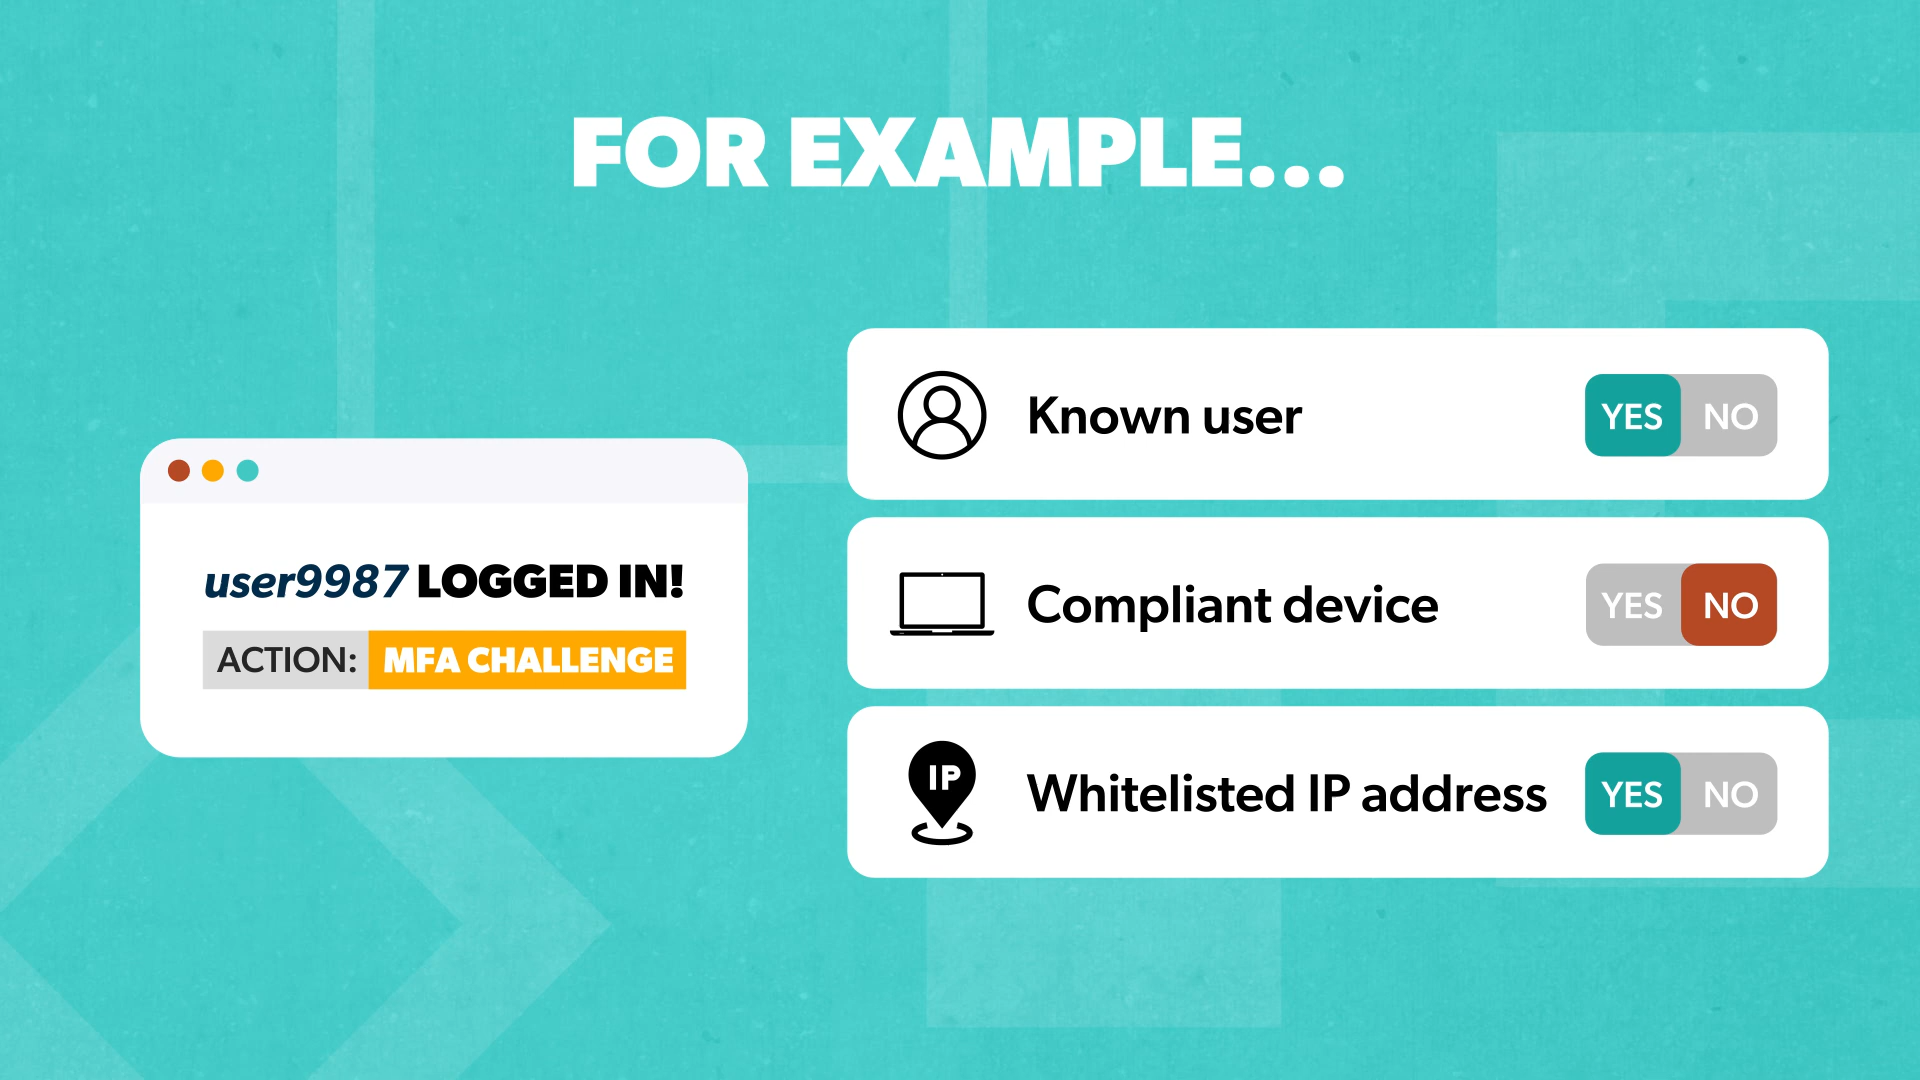 FOR EXAMPLE...
user9987 LOGGED IN!
ACTION: MFA CHALLENGE
Known user YES NO
Compliant device YES NO
IP Whitelisted IP address YES NO